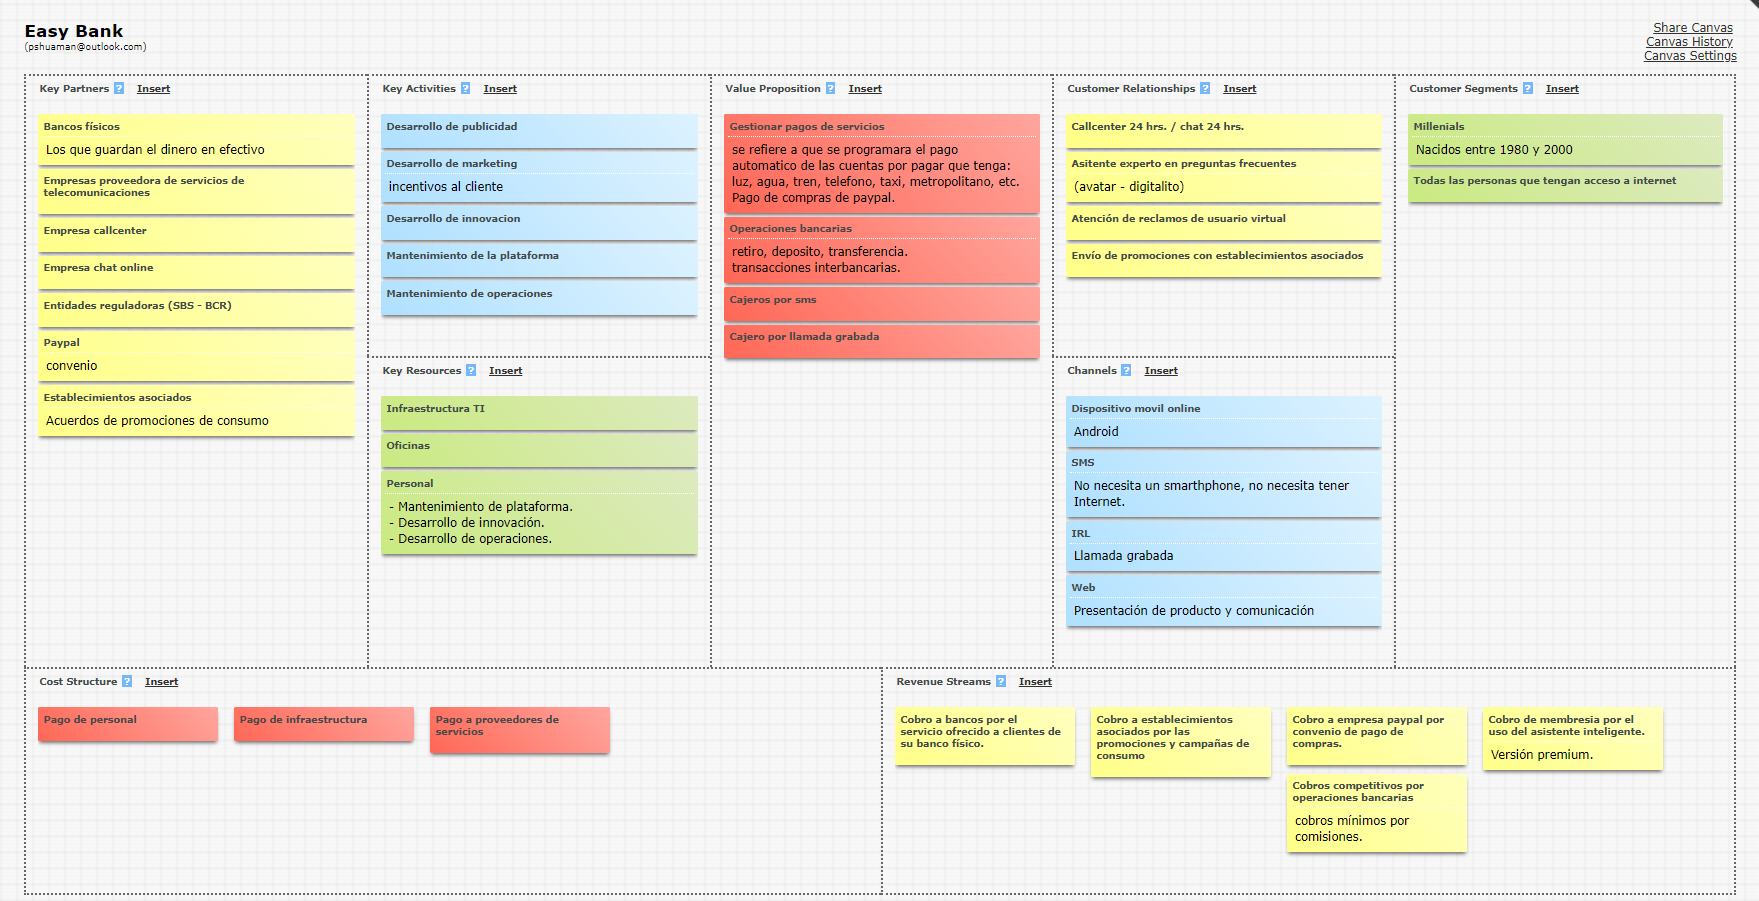 Easy Bank
(pshuaman@outlook.com)
Share Canvas
Canvas History
Canvas Settings
Key Partners ? Insert
Bancos físicos
Los que guardan el dinero en efectivo
Empresas proveedora de servicios de
telecomunicaciones
Empresa callcenter
Empresa chat online
Entidades reguladoras (SBS - BCR)
Paypal
convenio
Establecimientos asociados
Acuerdos de promociones de consumo
Key Activities ? Insert
Desarrollo de publicidad
Desarrollo de marketing
incentivos al cliente
Desarrollo de innovacion
Mantenimiento de la plataforma
Mantenimiento de operaciones
Key Resources ? Insert
Infraestructura TI
Oficinas
Personal
- Mantenimiento de plataforma.
- Desarrollo de innovación.
- Desarrollo de operaciones.
Value Proposition ? Insert
Gestionar pagos de servicios
se refiere a que se programara el pago
automatico de las cuentas por pagar que tenga:
luz, agua, tren, telefono, taxi, metropolitano, etc.
Pago de compras de paypal.
Operaciones bancarias
retiro, deposito, transferencia.
transacciones interbancarias.
Cajeros por sms
Cajero por llamada grabada
Customer Relationships ? Insert
Callcenter 24 hrs. / chat 24 hrs.
Asitente experto en preguntas frecuentes
(avatar - digitalito)
Atención de reclamos de usuario virtual
Envío de promociones con establecimientos asociados
Channels ? Insert
Dispositivo movil online
Android
SMS
No necesita un smarthphone, no necesita tener
Internet.
IRL
Llamada grabada
Web
Presentación de producto y comunicación
Customer Segments ? Insert
Millenials
Nacidos entre 1980 y 2000
Todas las personas que tengan acceso a internet
Cost Structure ? Insert
Pago de personal
Pago de infraestructura
Pago a proveedores de
servicios
Revenue Streams ? Insert
Cobro a bancos por el
servicio ofrecido a clientes de
su banco físico.
Cobro a establecimientos
asociados por las
promociones y campañas de
consumo
Cobro a empresa paypal por
convenio de pago de
compras.
Cobro de membresia por el
uso del asistente inteligente.
Versión premium.
Cobros competitivos por
operaciones bancarias
cobros mínimos por
comisiones.